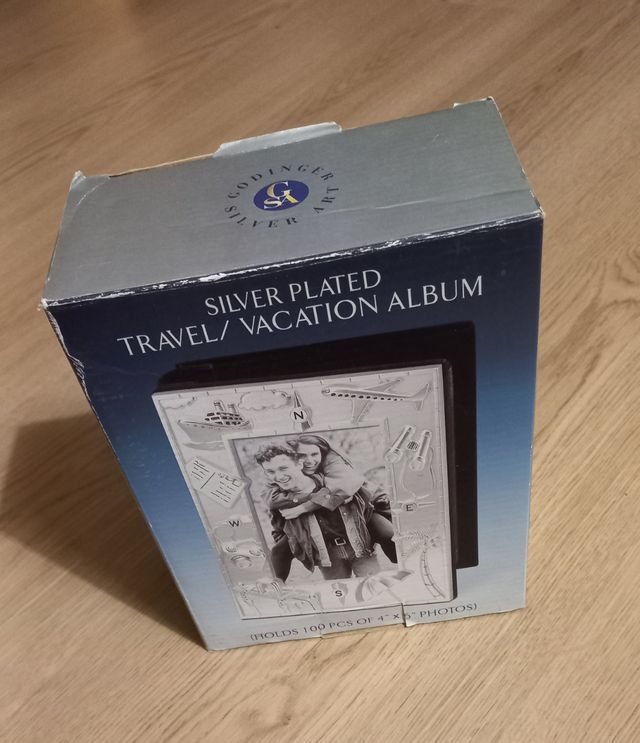 GODINGER
SILVER ART
GSA
SILVER PLATED
TRAVEL/ VACATION ALBUM
N
W
E
S
(HOLDS 100 PCS OF 4" x 6" PHOTOS)